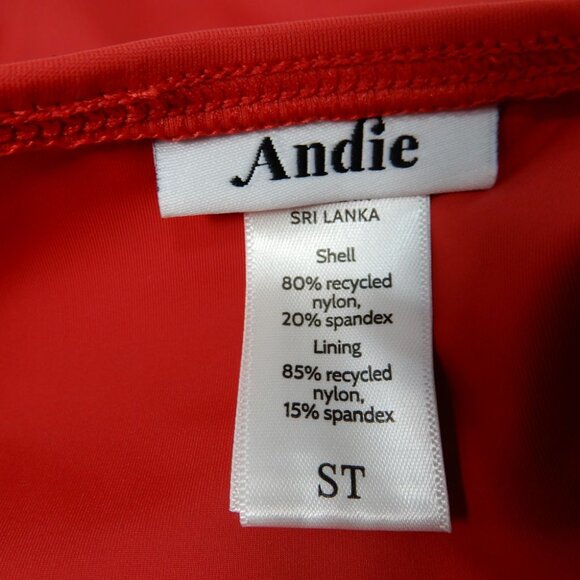 Andie
SRI LANKA
Shell
80% recycled
nylon,
20% spandex
Lining
85% recycled
nylon,
15% spandex
ST